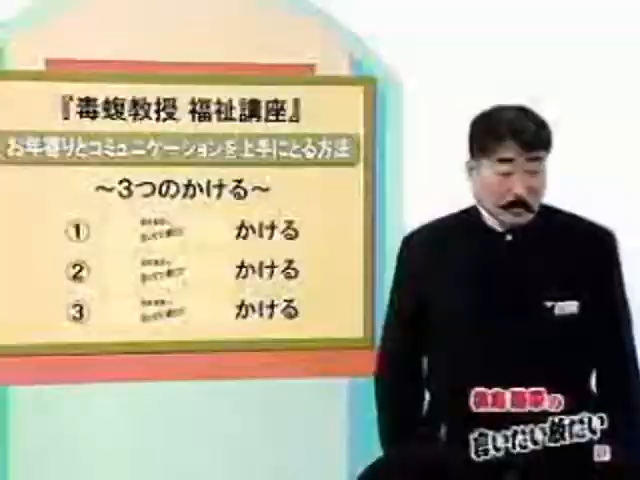 『毒蝮教授 福祉講座』
お年寄りとコミュニケーションを上手にとる方法
～3つのかける～
① かける
② かける
③ かける
の
言いたい放だい